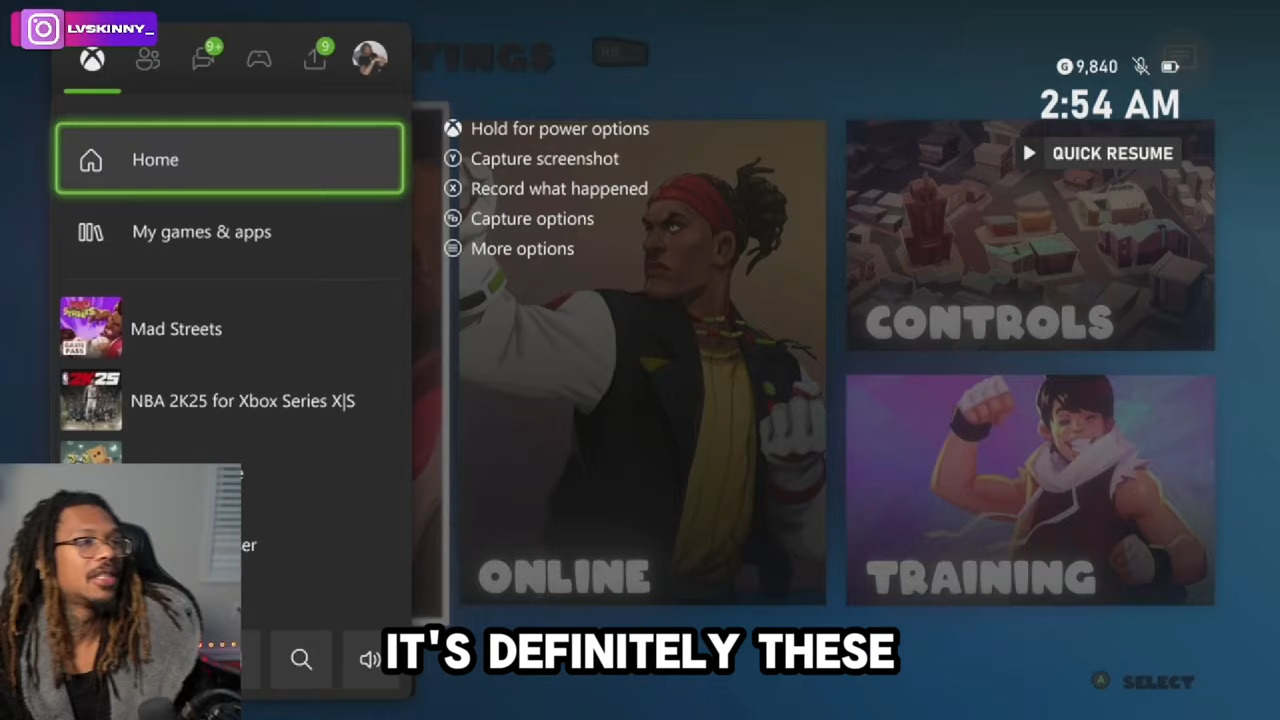 LVSKINNY_
9+
9
TINGS
9,840
2:54 AM
QUICK RESUME
Home
Hold for power options
Capture screenshot
Record what happened
Capture options
More options
My games & apps
Mad Streets
NBA 2K25 for Xbox Series X|S
er
CONTROLS
ONLINE
TRAINING
IT'S DEFINITELY THESE
SELECT